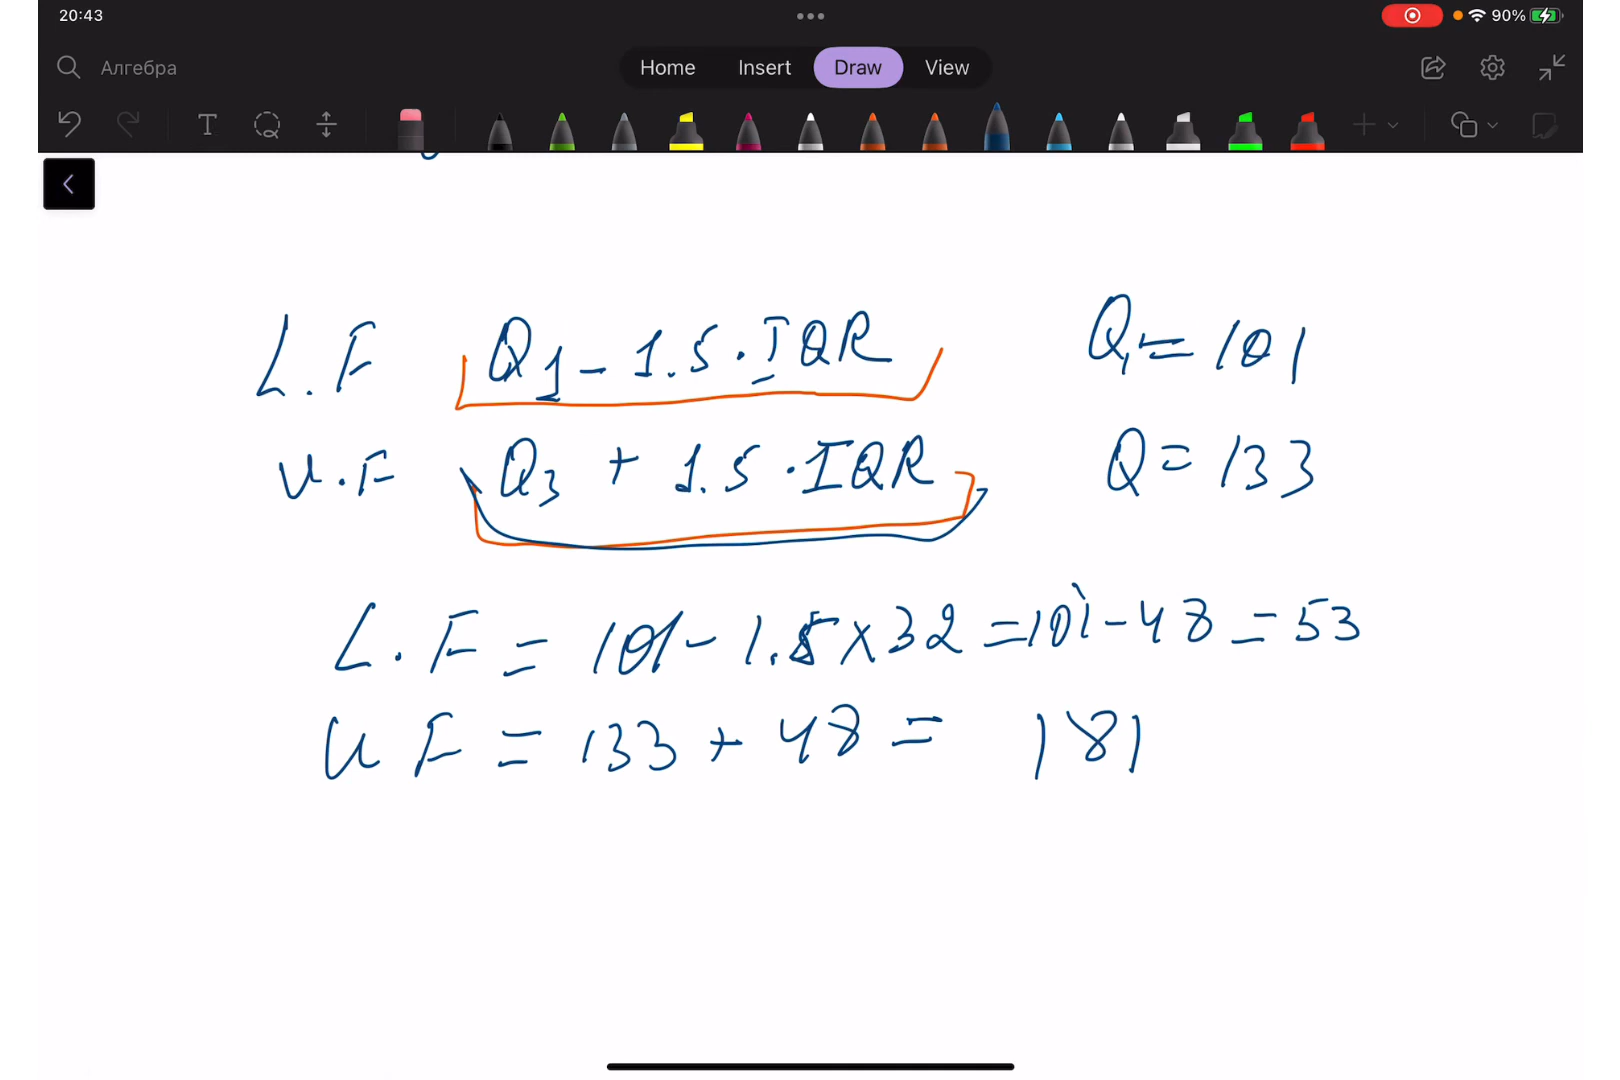 20:43
90%
Алгебра
Home Insert Draw View
T
L.F Q1 - 1.5 · IQR Q1 = 101
U.F Q3 + 1.5 · IQR Q = 133
L.F = 101 - 1.5 × 32 = 101 - 48 = 53
U F = 133 + 48 = 181